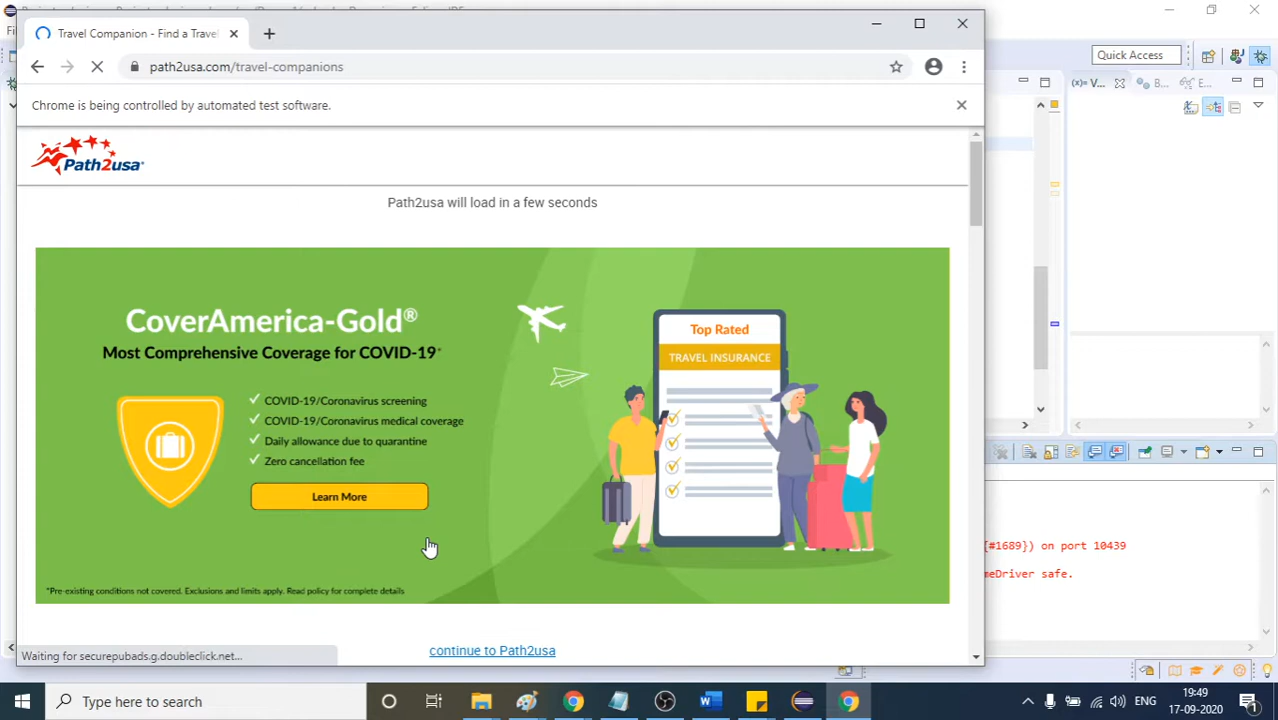 Travel Companion - Find a Travel
path2usa.com/travel-companions
Quick Access
Chrome is being controlled by automated test software.
Path2usa
Path2usa will load in a few seconds
CoverAmerica-Gold®
Most Comprehensive Coverage for COVID-19*
COVID-19/Coronavirus screening
COVID-19/Coronavirus medical coverage
Daily allowance due to quarantine
Zero cancellation fee
Learn More
Top Rated
TRAVEL INSURANCE
*Pre-existing conditions not covered. Exclusions and limits apply. Read policy for complete details
continue to Path2usa
Waiting for securepubads.g.doubleclick.net...
{#1689}) on port 10439
meDriver safe.
Type here to search
ENG
19:49
17-09-2020